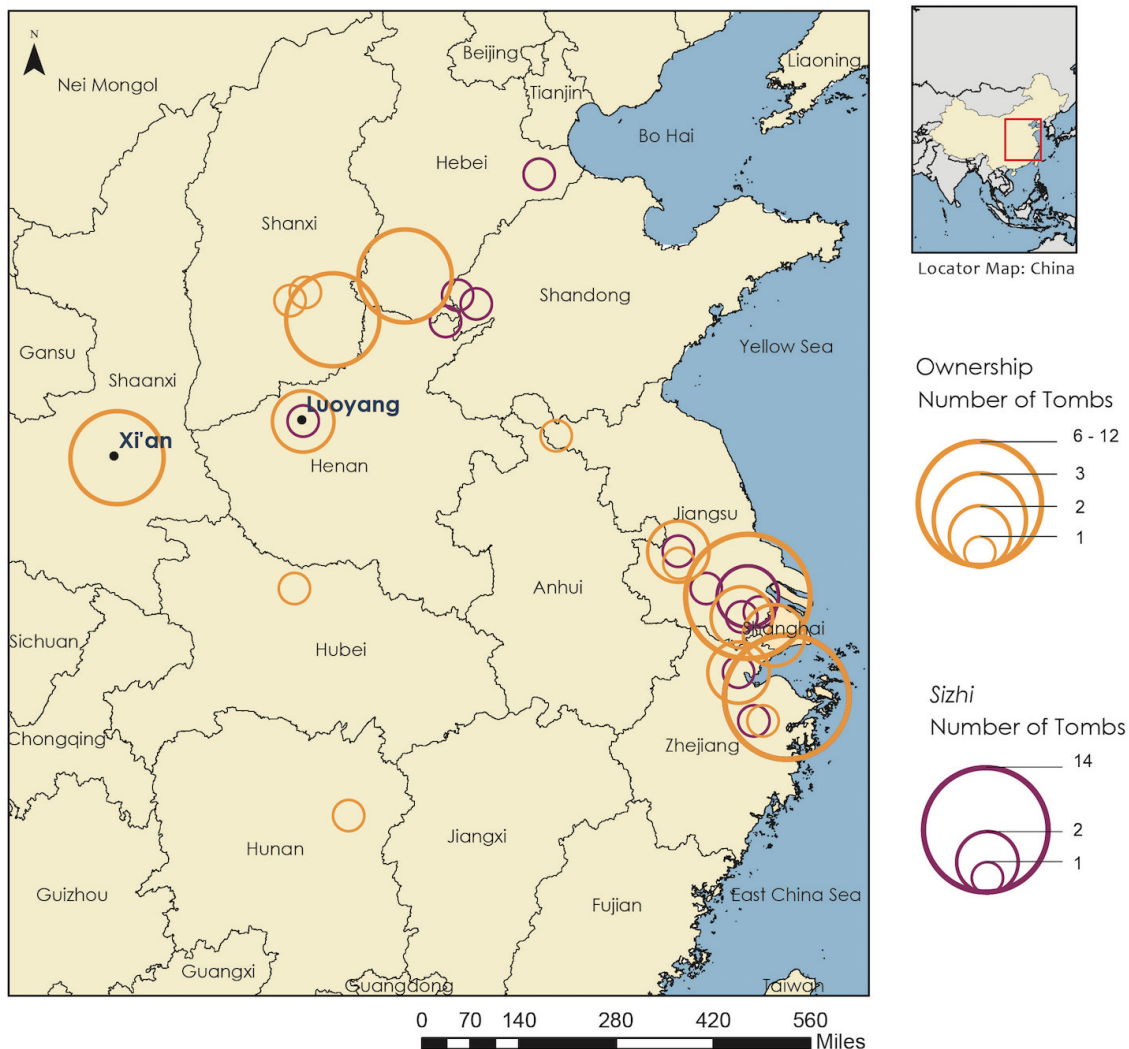 N
Nei Mongol
Beijing
Tianjin
Liaoning
Bo Hai
Hebei
Shanxi
Shandong
Gansu
Shaanxi
Yellow Sea
Xi'an
Luoyang
Henan
Jiangsu
Anhui
Shanghai
Sichuan
Hubei
Chongqing
Zhejiang
Hunan
Jiangxi
Guizhou
Fujian
East China Sea
Guangxi
Guangdong
Taiwan
0 70 140 280 420 560
Miles
Locator Map: China
Ownership
Number of Tombs
6 - 12
3
2
1
Sizhi
Number of Tombs
14
2
1